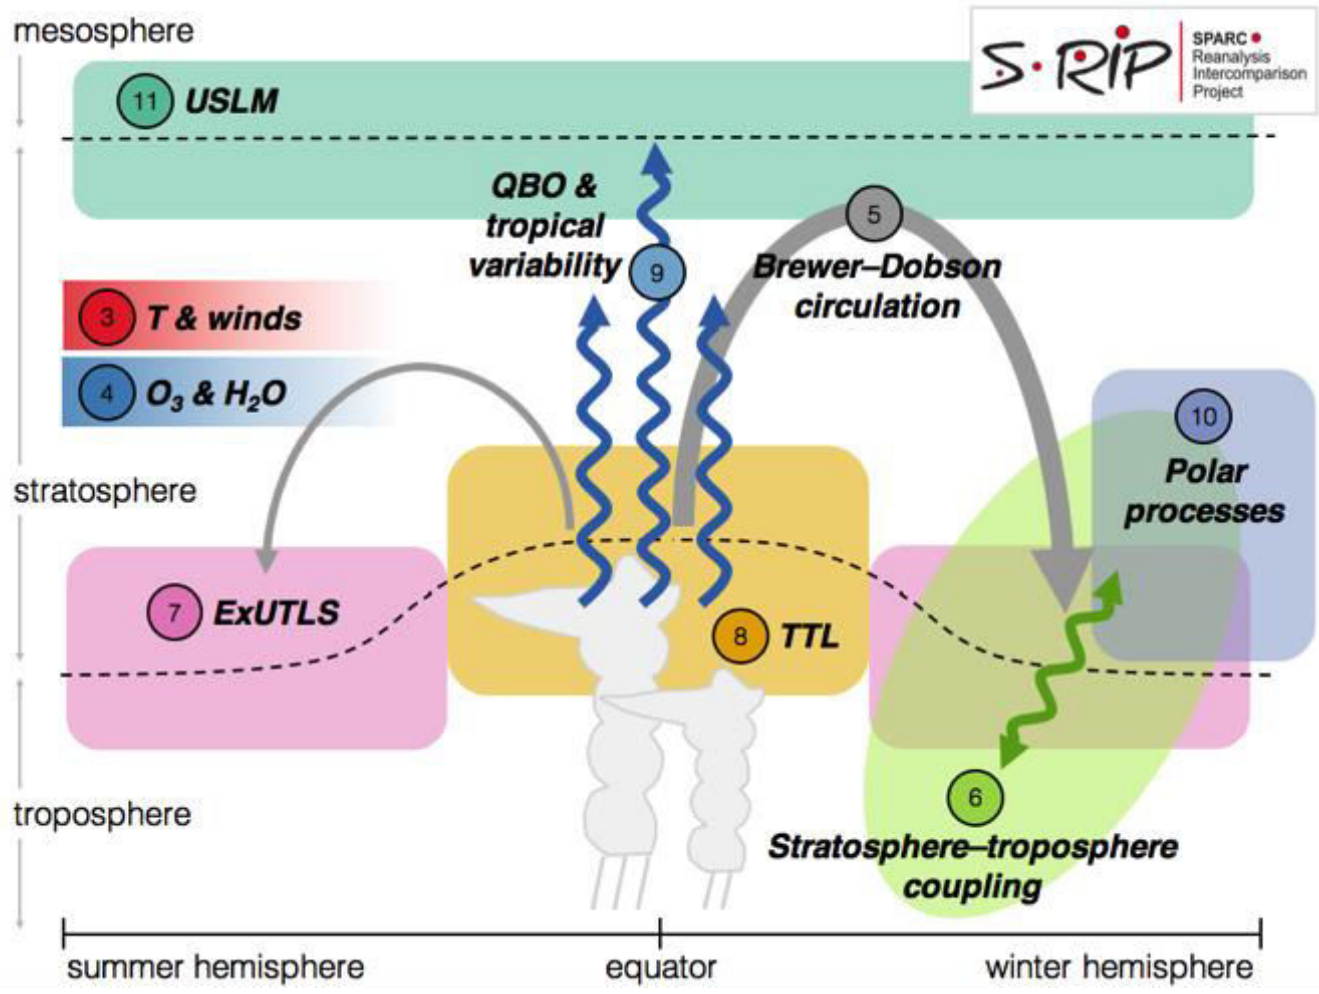 mesosphere
S·RIP
SPARC
Reanalysis
Intercomparison
Project
11 USLM
QBO &
tropical
variability
9
5
Brewer–Dobson
circulation
3 T & winds
4 O₃ & H₂O
10
Polar
processes
stratosphere
7 ExUTLS
8 TTL
6
Stratosphere–troposphere
coupling
troposphere
summer hemisphere
equator
winter hemisphere